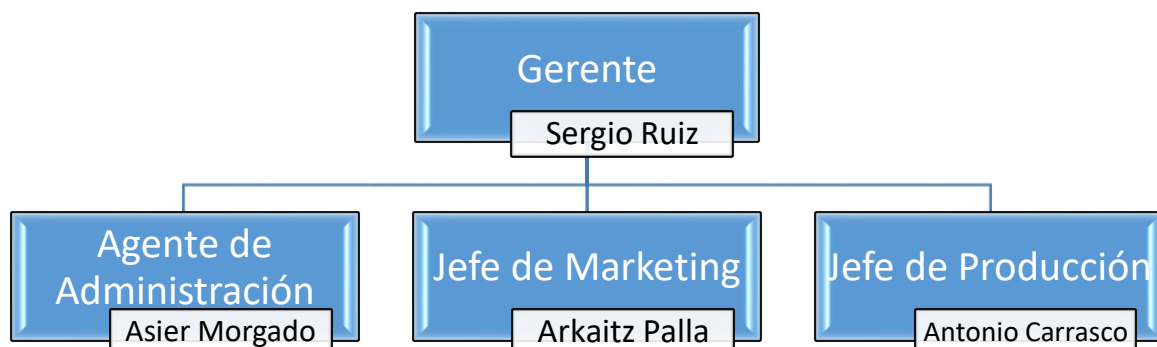 Gerente
Sergio Ruiz
Agente de
Administración
Asier Morgado
Jefe de Marketing
Arkaitz Palla
Jefe de Producción
Antonio Carrasco